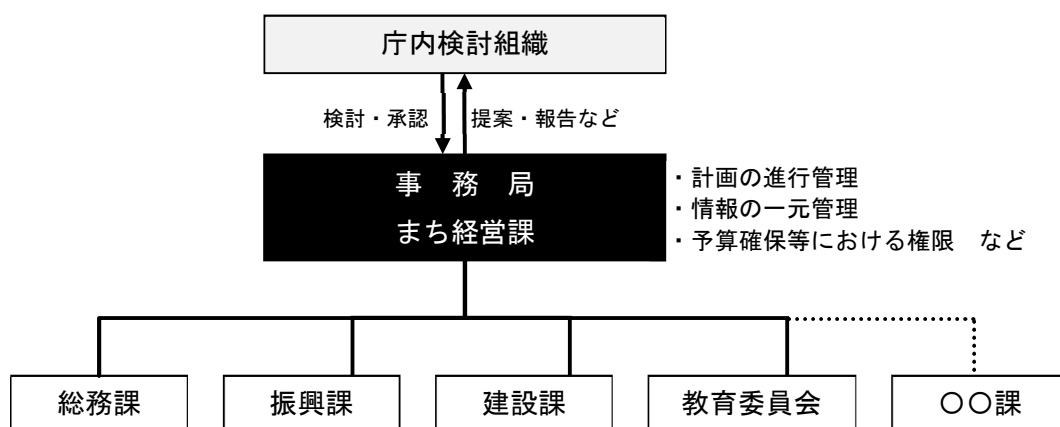 庁内検討組織
検討・承認
提案・報告など
事　務　局
まち経営課
・計画の進行管理
・情報の一元管理
・予算確保等における権限　など
総務課
振興課
建設課
教育委員会
〇〇課